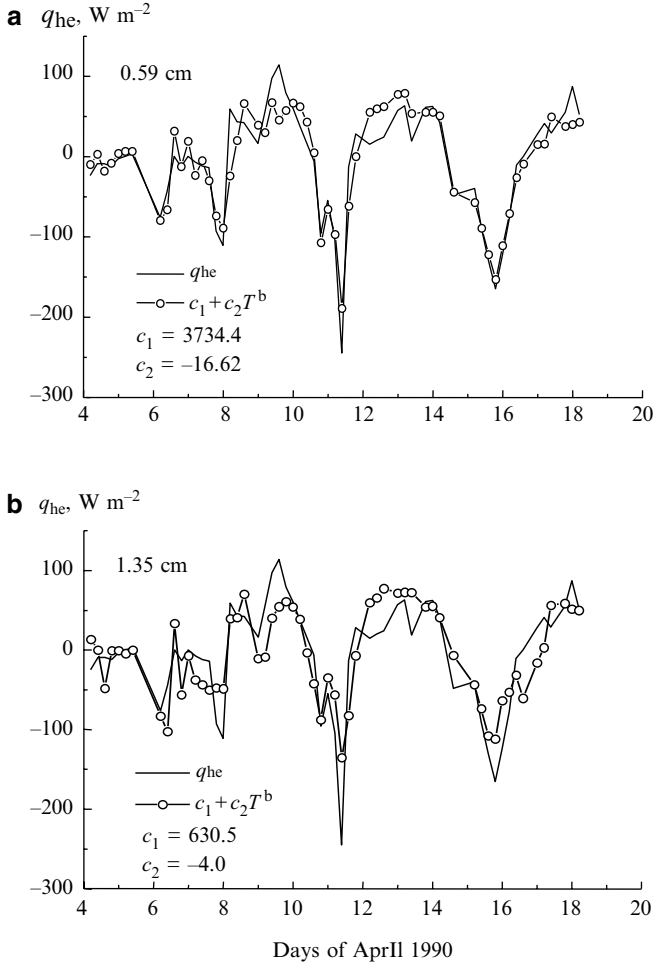 a q_he, W m⁻²
0.59 cm
100
0
–100
–200
–300
q_he
c₁ + c₂Tᵇ
c₁ = 3734.4
c₂ = –16.62
4 6 8 10 12 14 16 18 20
b q_he, W m⁻²
1.35 cm
100
0
–100
–200
–300
q_he
c₁ + c₂Tᵇ
c₁ = 630.5
c₂ = –4.0
4 6 8 10 12 14 16 18 20
Days of AprIl 1990